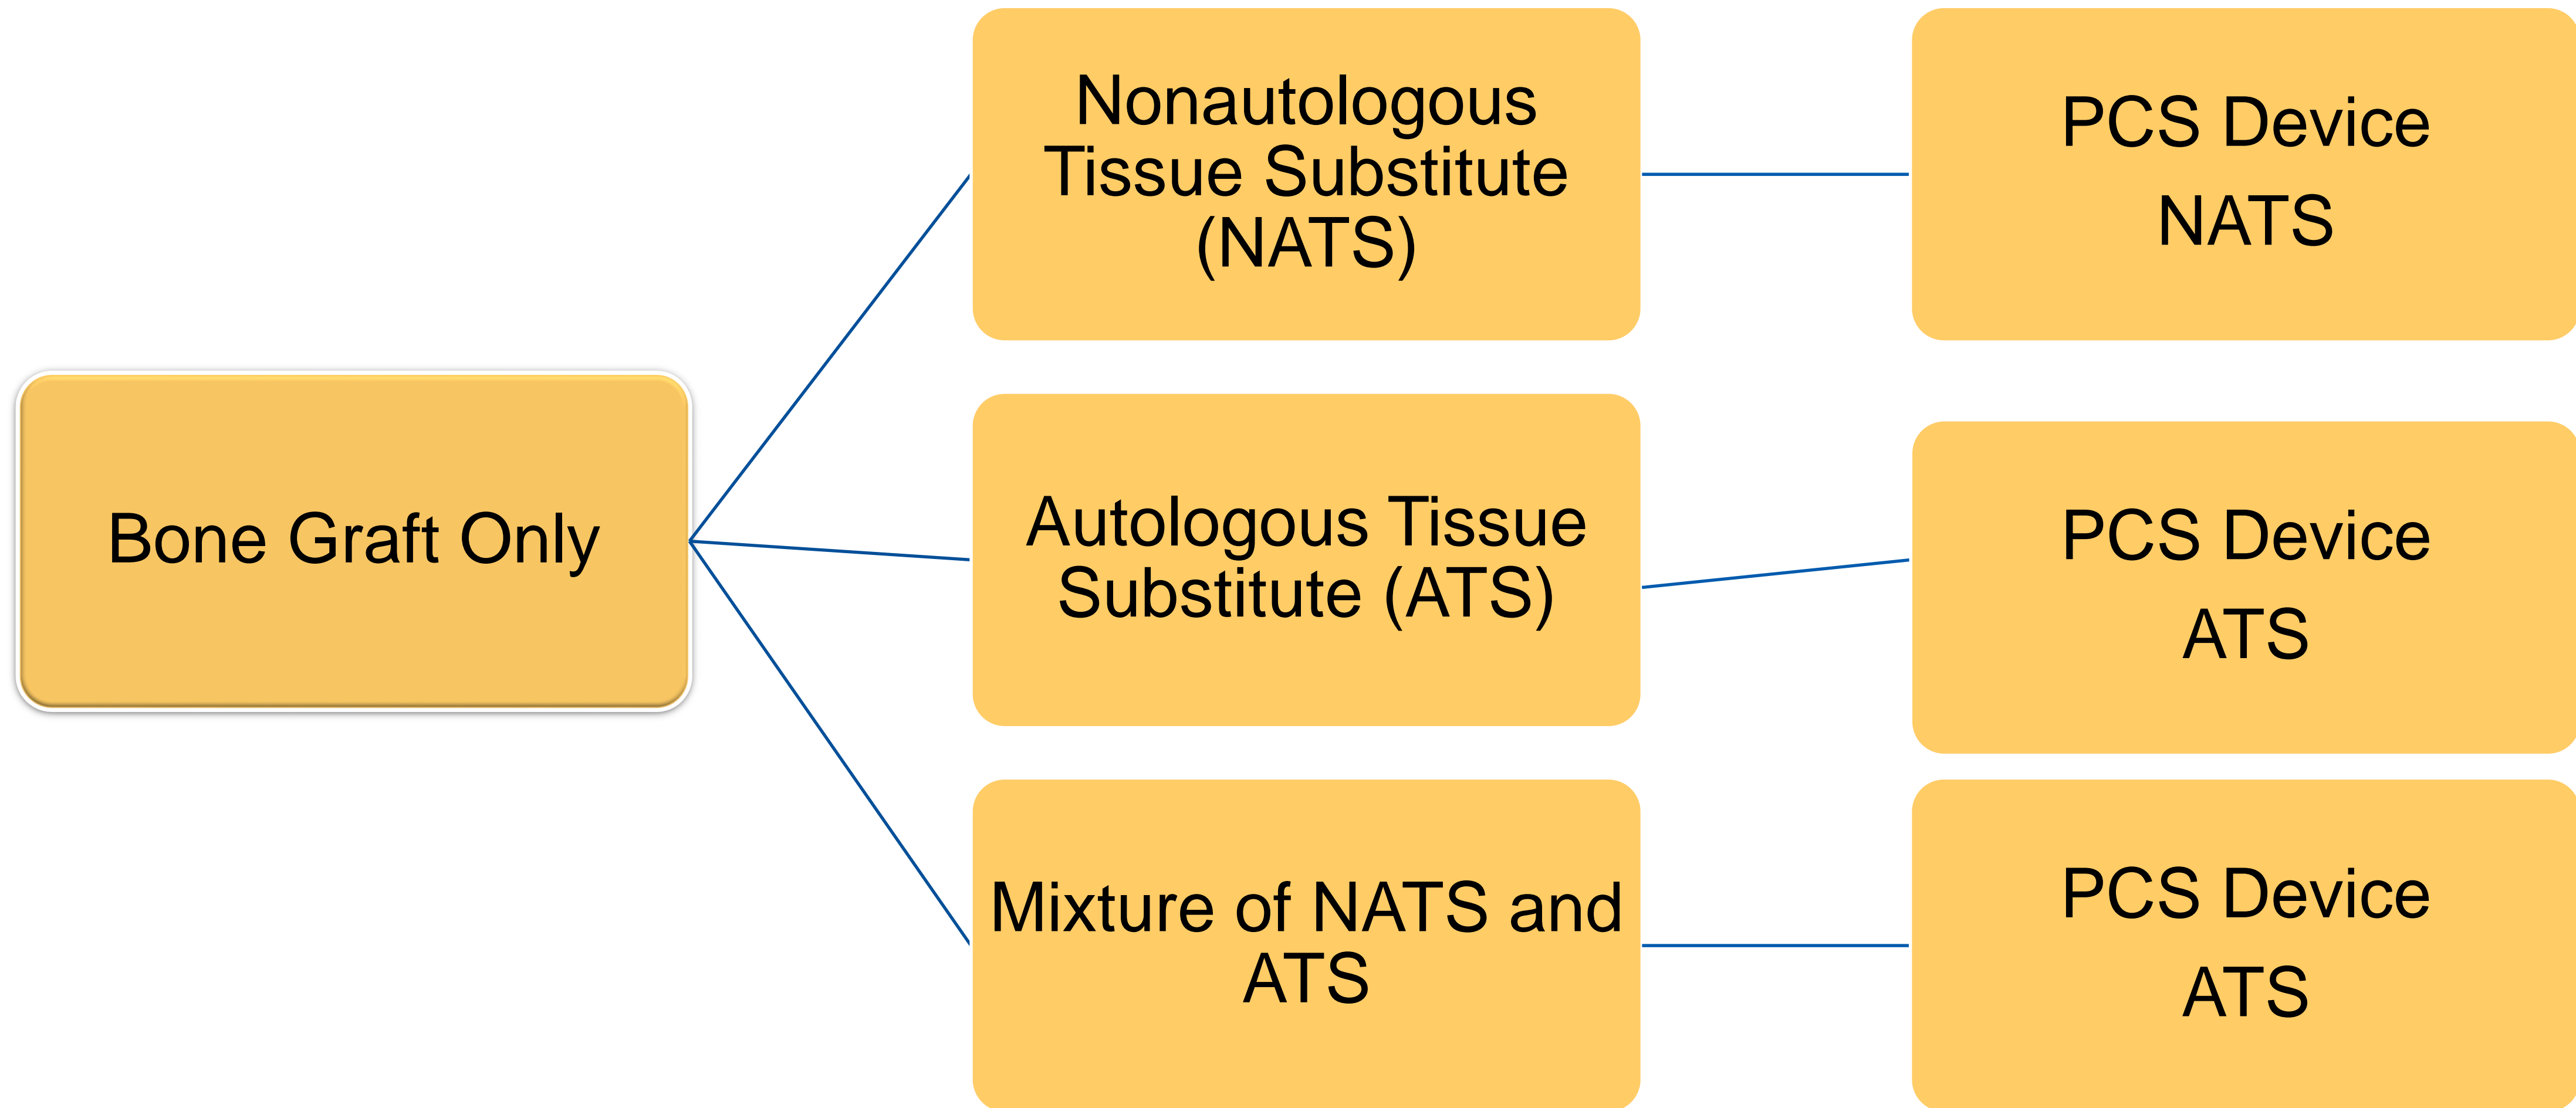 Bone Graft Only
Nonautologous
Tissue Substitute
(NATS)
PCS Device
NATS
Autologous Tissue
Substitute (ATS)
PCS Device
ATS
Mixture of NATS and
ATS
PCS Device
ATS